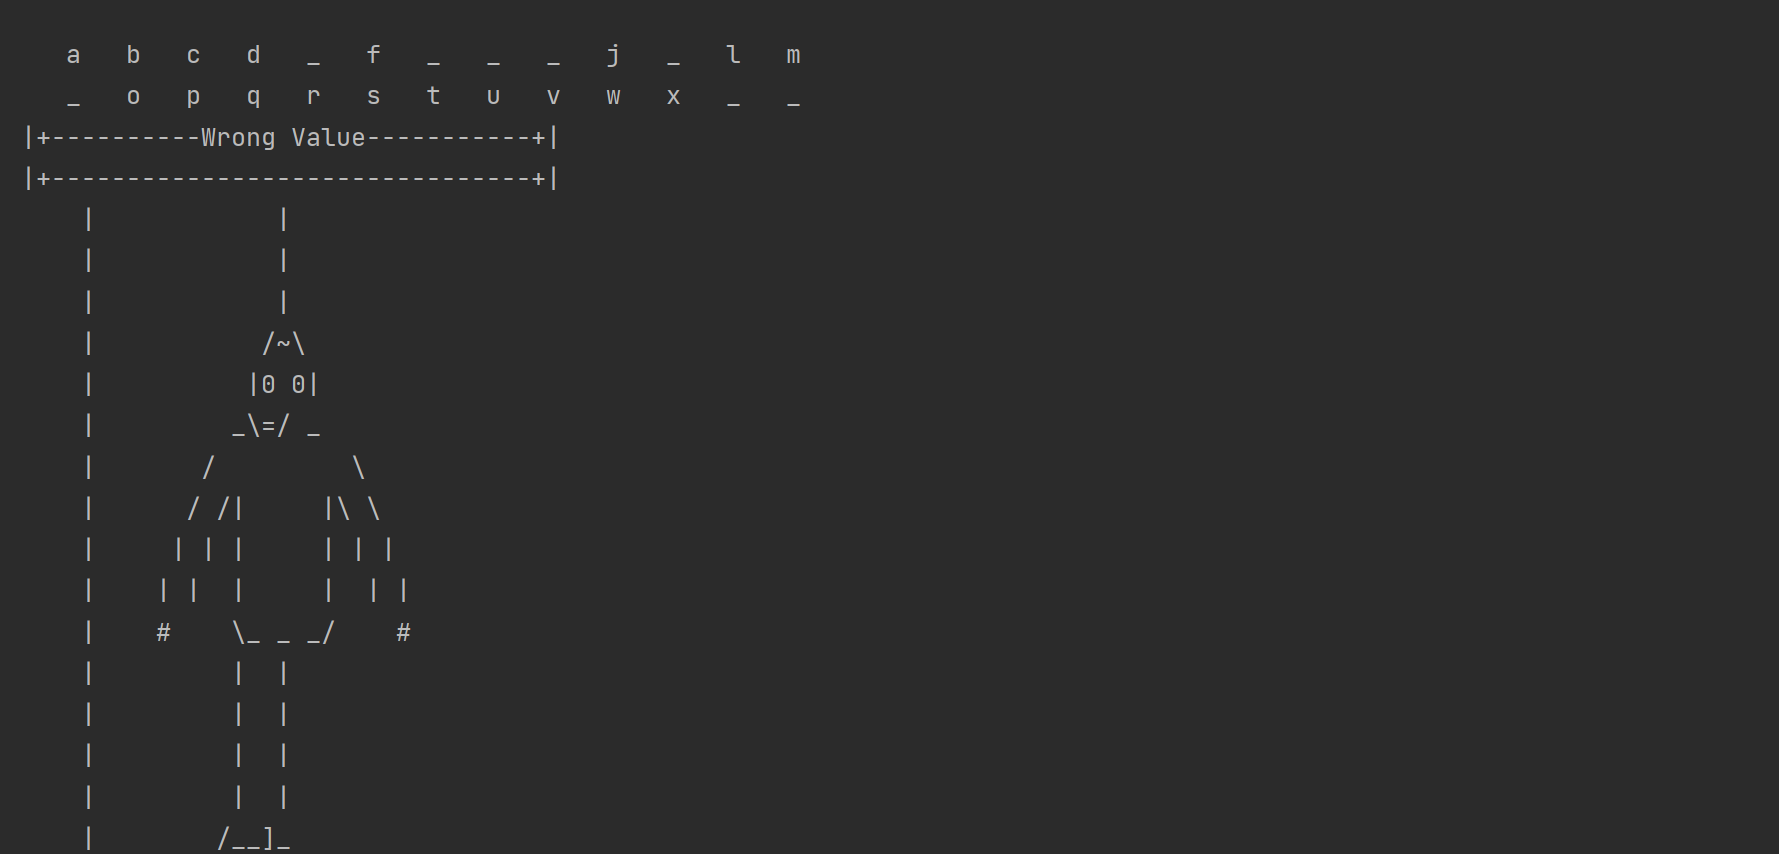 a b c d _ f _ _ _ j _ l m
_ o p q r s t u v w x _ _
|+----------Wrong Value-----------+|
|+--------------------------------+|
    |            |
    |            |
    |            |
    |           /~\
    |          |0 0|
    |         _\=/ _
    |       /         \
    |      / /|     |\ \
    |     | | |     | | |
    |    | |  |     |  | |
    |    #    \_ _ _/    #
    |         |  |
    |         |  |
    |         |  |
    |         |  |
    |        /__]_